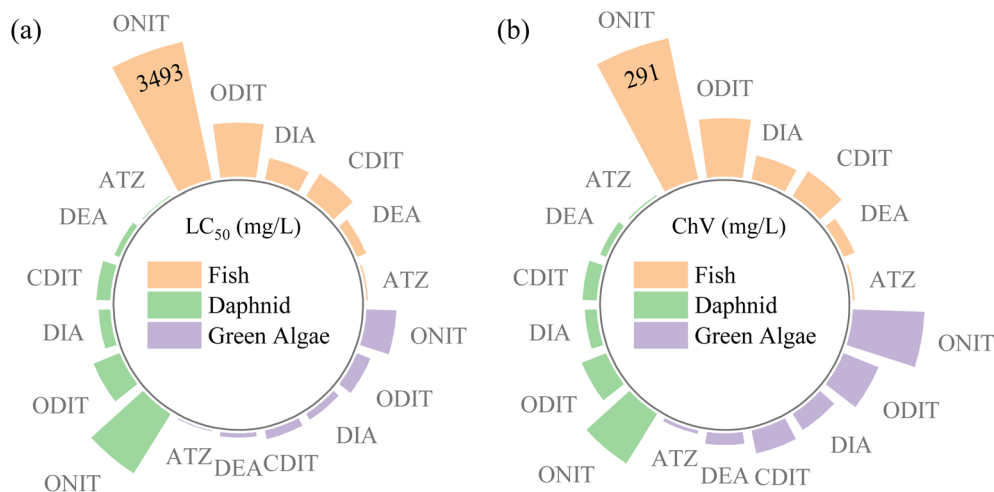 (a)
ONIT
3493
ODIT
DIA
CDIT
DEA
ATZ
ATZ
DEA
CDIT
DIA
ODIT
ONIT
LC50 (mg/L)
Fish
Daphnid
Green Algae
ONIT
ODIT
DIA
CDIT
DEA
ATZ
(b)
ONIT
291
ODIT
DIA
CDIT
DEA
ATZ
ATZ
DEA
CDIT
DIA
ODIT
ONIT
ChV (mg/L)
Fish
Daphnid
Green Algae
ONIT
ODIT
DIA
CDIT
DEA
ATZ